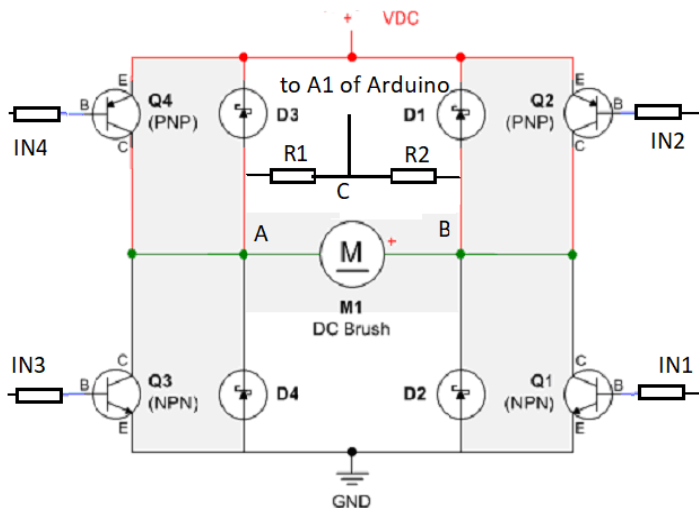 + VDC
to A1 of Arduino
E
B
Q4
(PNP)
C
IN4
D3
D1
E
Q2
(PNP)
B
C
IN2
R1
R2
C
A
B
M
+
M1
DC Brush
IN3
C
B
Q3
(NPN)
E
D4
D2
C
Q1
(NPN)
B
E
IN1
GND